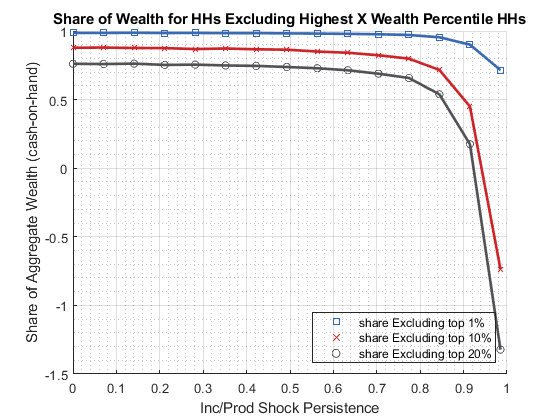 Share of Wealth for HHs Excluding Highest X Wealth Percentile HHs
Share of Aggregate Wealth (cash-on-hand)
1
0.5
0
-0.5
-1
-1.5
0 0.1 0.2 0.3 0.4 0.5 0.6 0.7 0.8 0.9 1
Inc/Prod Shock Persistence
share Excluding top 1%
share Excluding top 10%
share Excluding top 20%